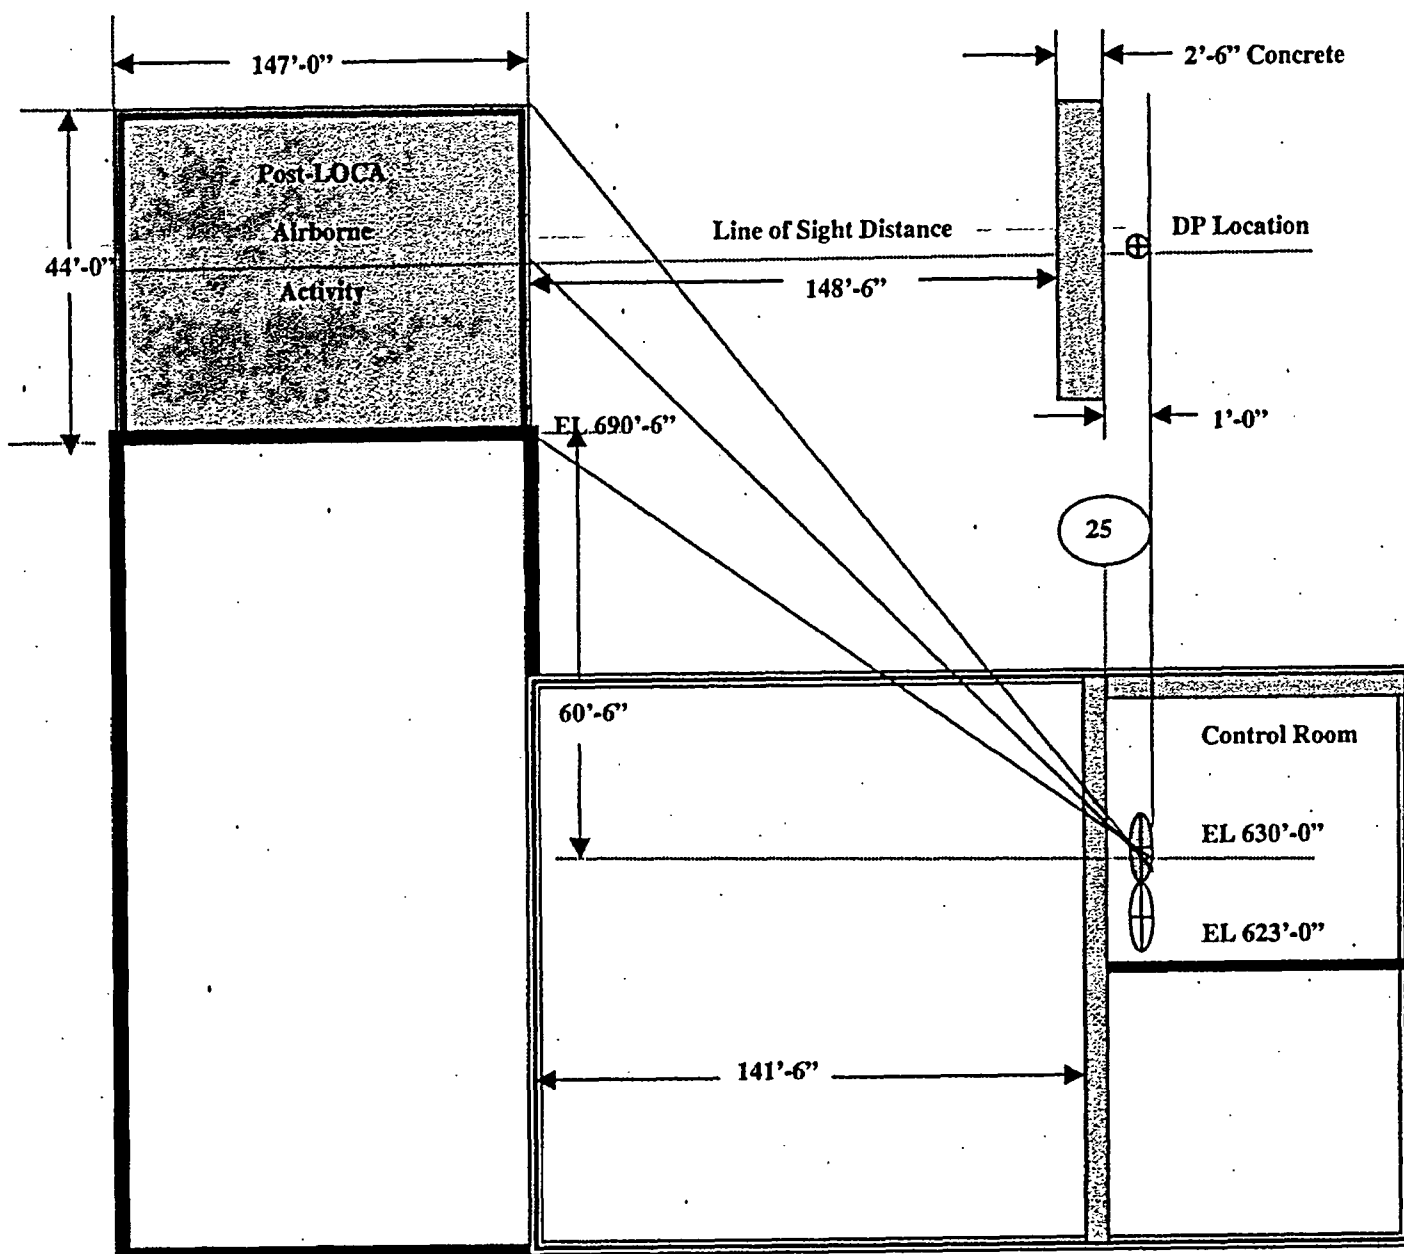 147'-0"
2'-6" Concrete
Post-LOCA
Airborne
Activity
44'-0"
Line of Sight Distance
DP Location
148'-6"
1'-0"
EL 690'-6"
25
60'-6"
Control Room
EL 630'-0"
EL 623'-0"
141'-6"